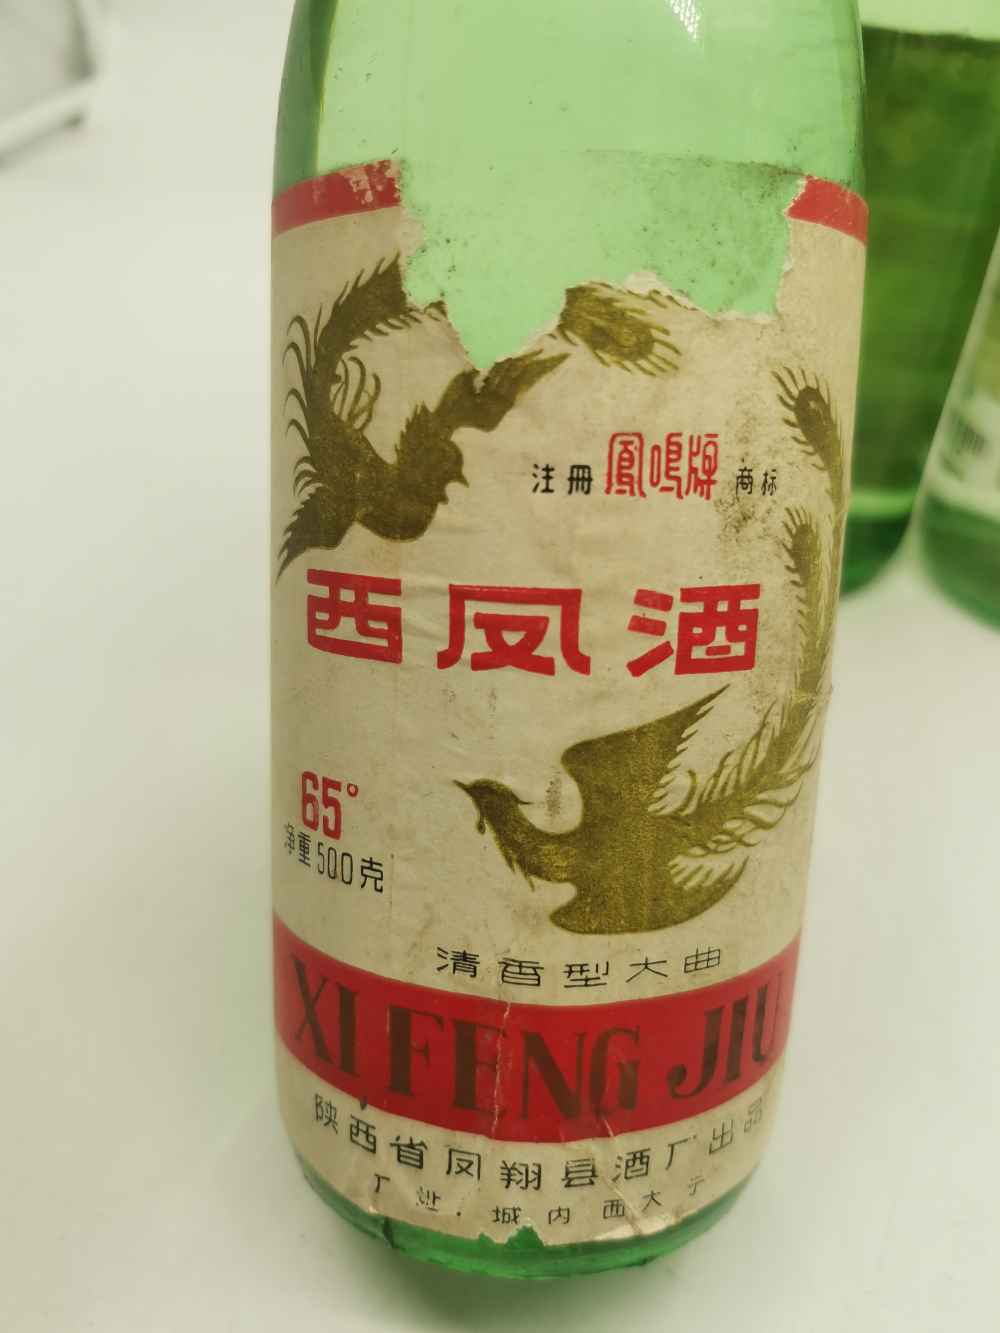 注冊 鳳鳴牌 商标
西凤酒
65°
净重 500克
清香型大曲
XI FENG JIU
陕西省凤翔县酒厂出品
厂 址 . 城内西大